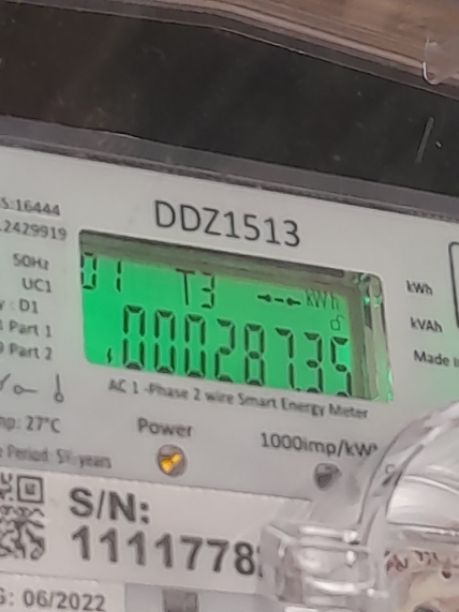 S:16444
DDZ1513
2429919
50Hz
UC1
01 T3 kWh
000287.35
kWh
kVAh
: D1
Part 1
Part 2
Made
AC 1 -Phase 2 wire Smart Energy Meter
27°C
Power
1000imp/kW
Period: years
S/N:
1111778
: 06/2022